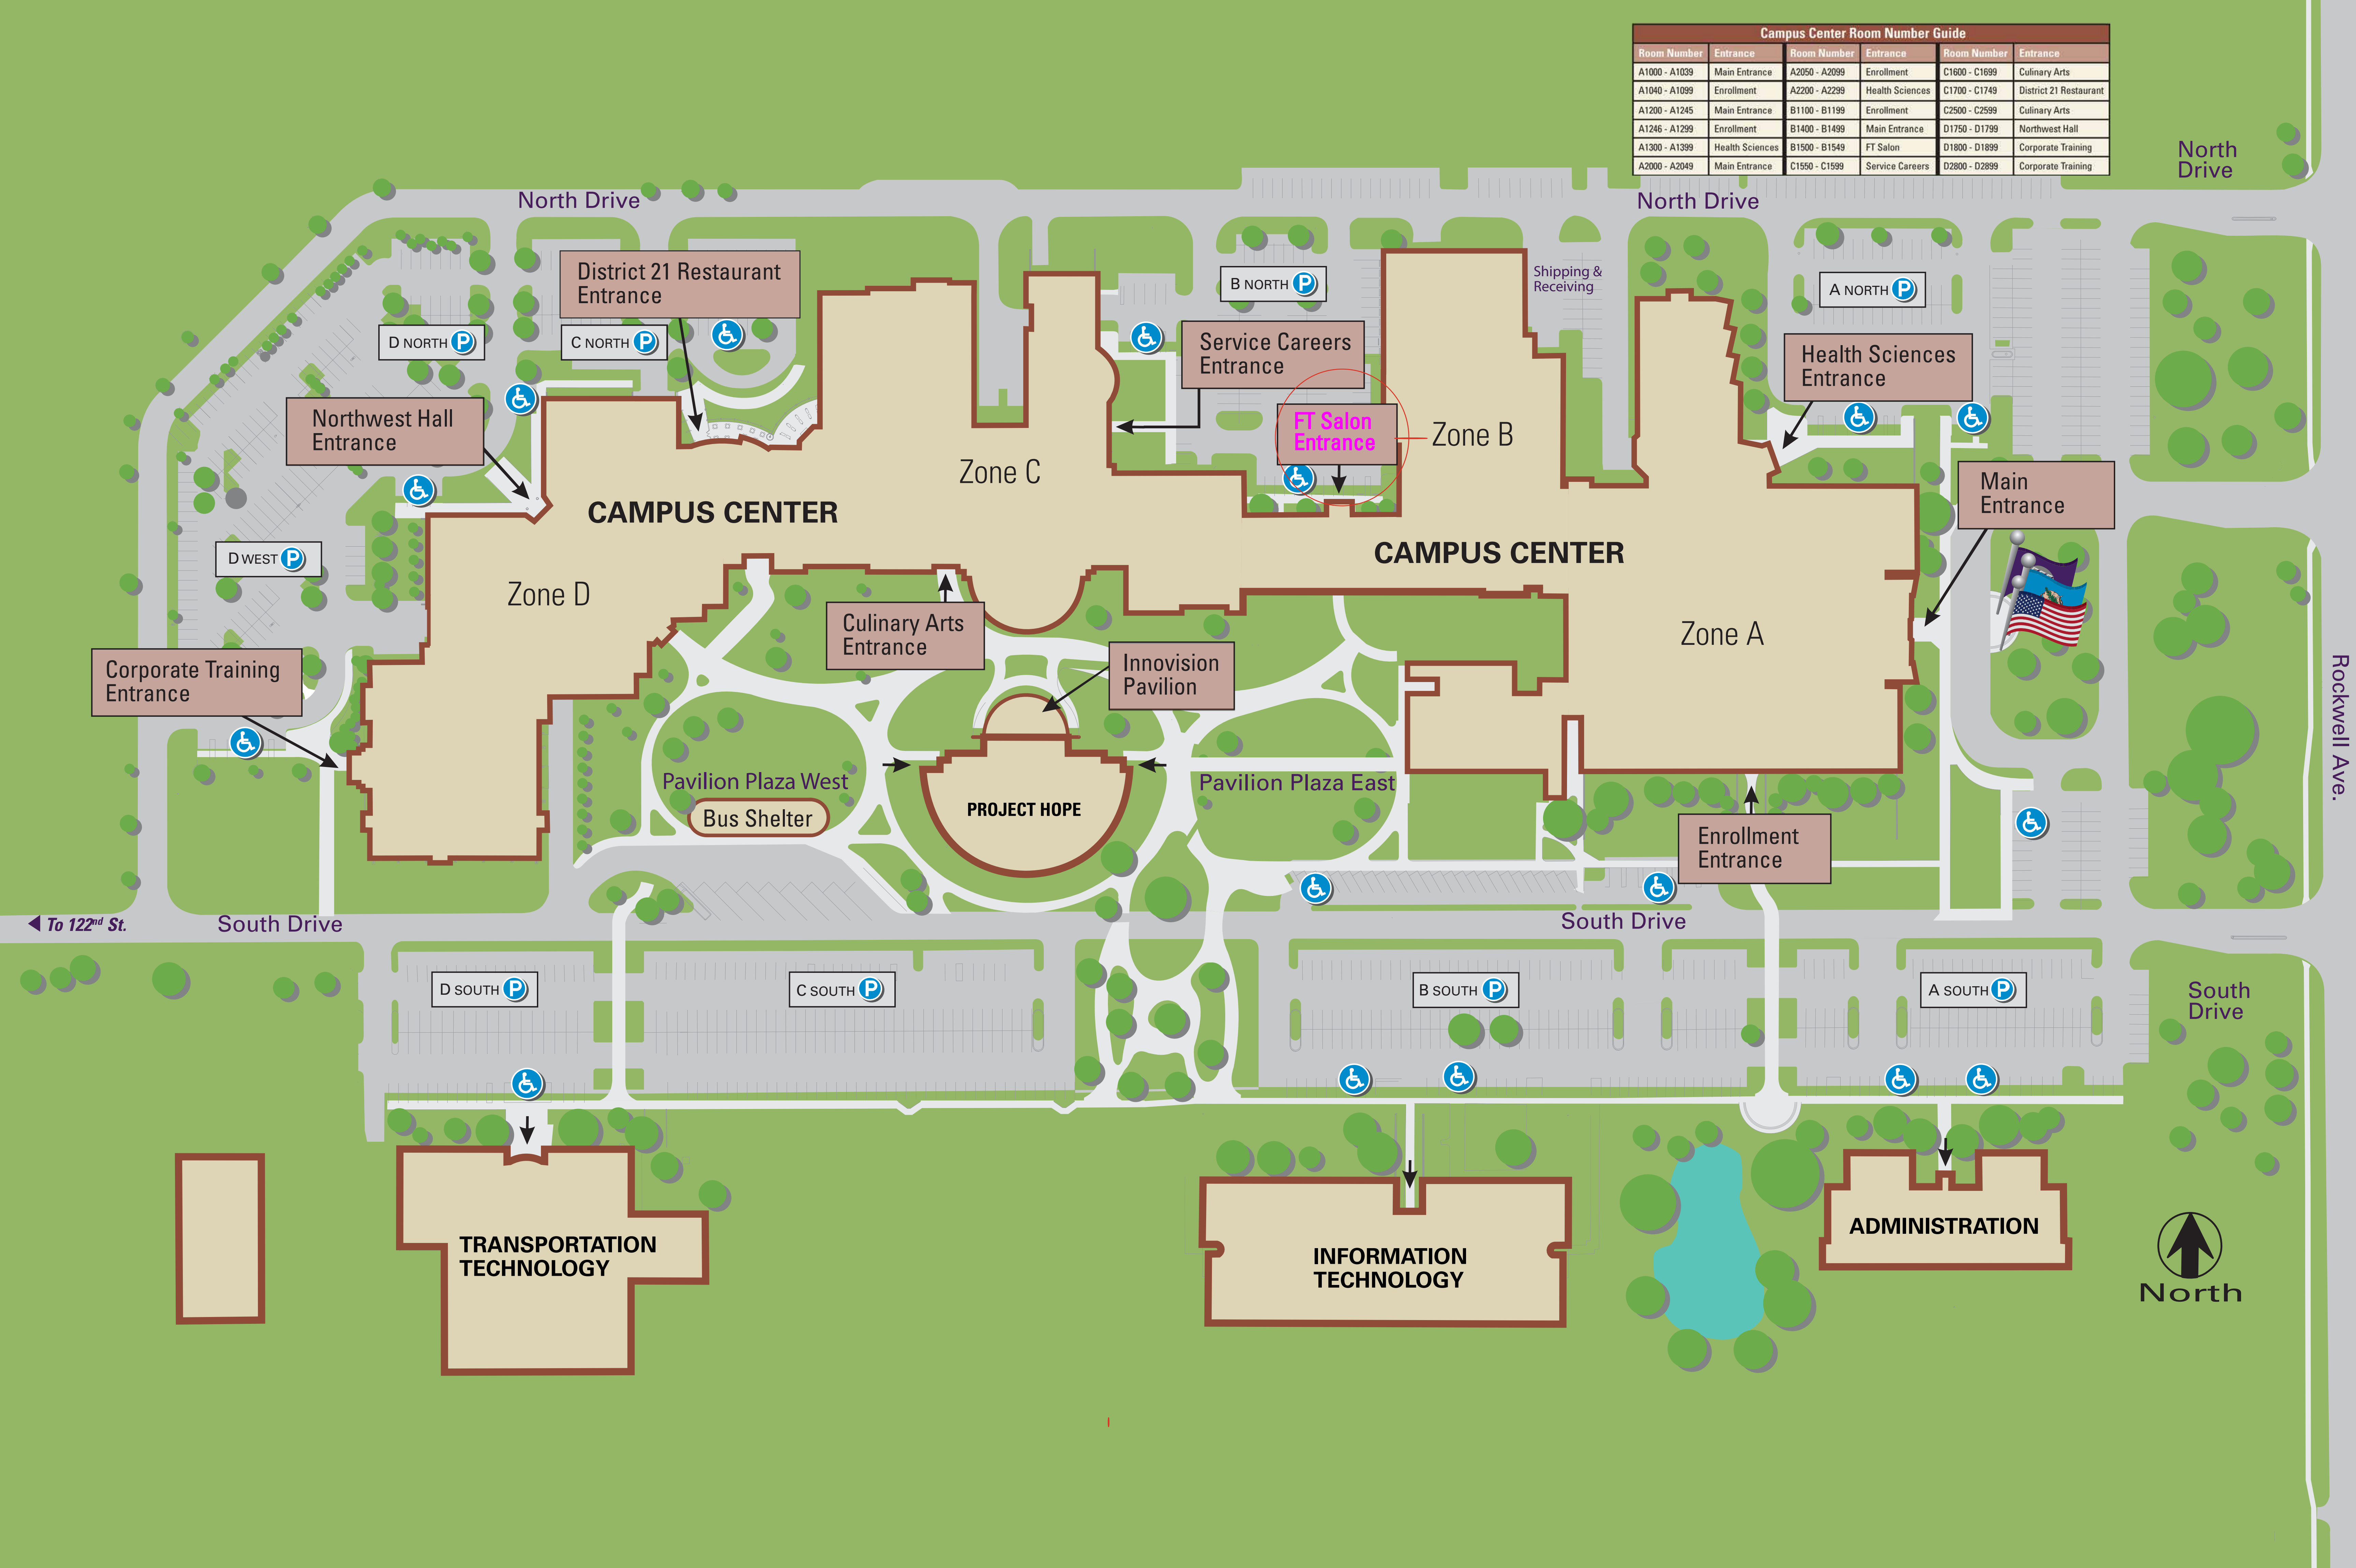 Campus Center Room Number Guide
Room Number Entrance Room Number Entrance Room Number Entrance
A1000 - A1039 Main Entrance A2050 - A2099 Enrollment C1600 - C1699 Culinary Arts
A1040 - A1099 Enrollment A2200 - A2299 Health Sciences C1700 - C1749 District 21 Restaurant
A1200 - A1245 Main Entrance B1100 - B1199 Enrollment C2500 - C2599 Culinary Arts
A1246 - A1299 Enrollment B1400 - B1499 Main Entrance D1750 - D1799 Northwest Hall
A1300 - A1399 Health Sciences B1500 - B1549 FT Salon D1800 - D1899 Corporate Training
A2000 - A2049 Main Entrance C1550 - C1599 Service Careers D2800 - D2899 Corporate Training
North
Drive
North Drive
North Drive
District 21 Restaurant
Entrance
Shipping &
Receiving
B NORTH P
A NORTH P
D NORTH P
C NORTH P
Service Careers
Entrance
Health Sciences
Entrance
Northwest Hall
Entrance
FT Salon
Entrance
Zone B
Zone C
Main
Entrance
CAMPUS CENTER
CAMPUS CENTER
D WEST P
Zone D
Culinary Arts
Entrance
Zone A
Innovision
Pavilion
Corporate Training
Entrance
Rockwell Ave.
Pavilion Plaza West
Pavilion Plaza East
Bus Shelter
PROJECT HOPE
Enrollment
Entrance
To 122nd St.
South Drive
South Drive
D SOUTH P
C SOUTH P
B SOUTH P
A SOUTH P
South
Drive
TRANSPORTATION
TECHNOLOGY
INFORMATION
TECHNOLOGY
ADMINISTRATION
North